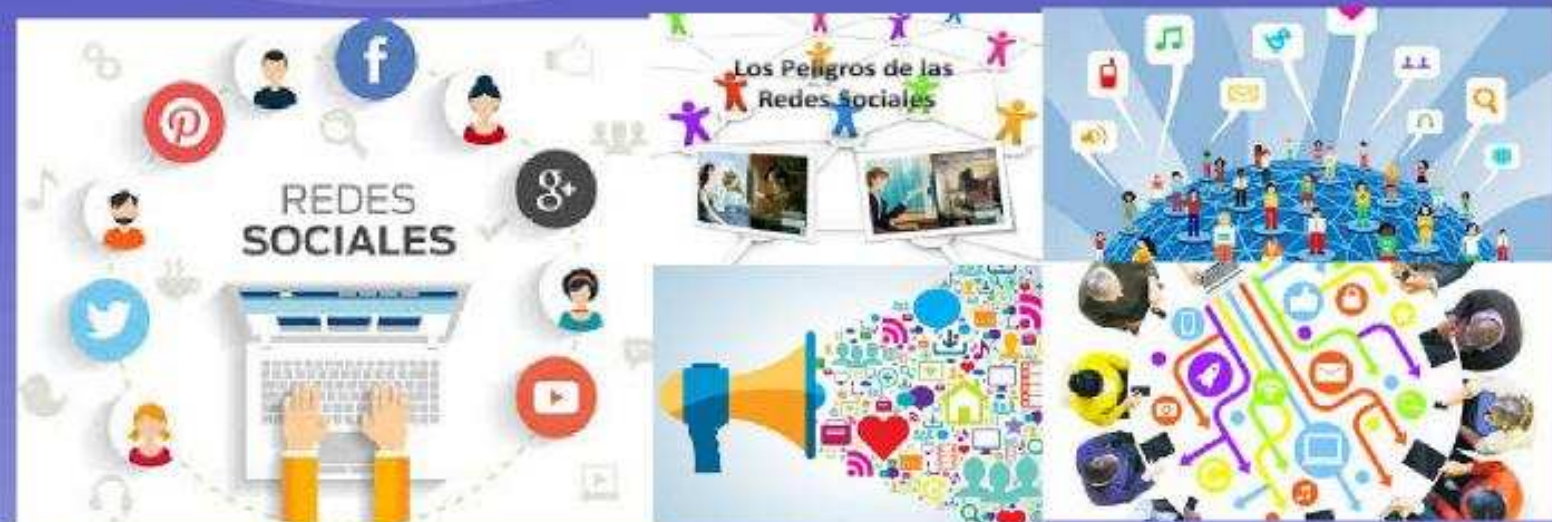 REDES
SOCIALES
Los Peligros de las
Redes Sociales
g+